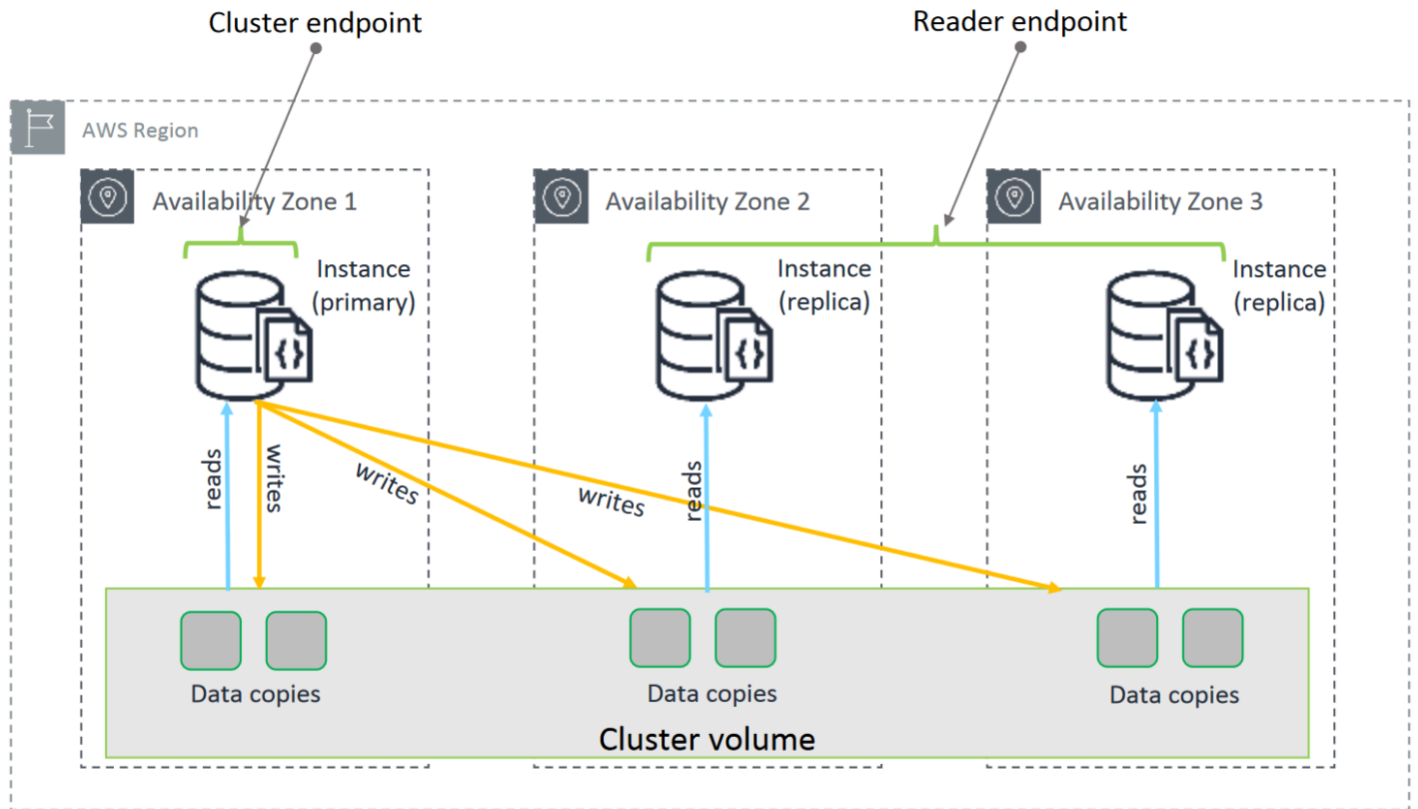 Cluster endpoint
Reader endpoint
AWS Region
Availability Zone 1
Availability Zone 2
Availability Zone 3
Instance
(primary)
Instance
(replica)
Instance
(replica)
{}
{}
{}
reads
writes
writes
writes
reads
reads
Data copies
Data copies
Data copies
Cluster volume